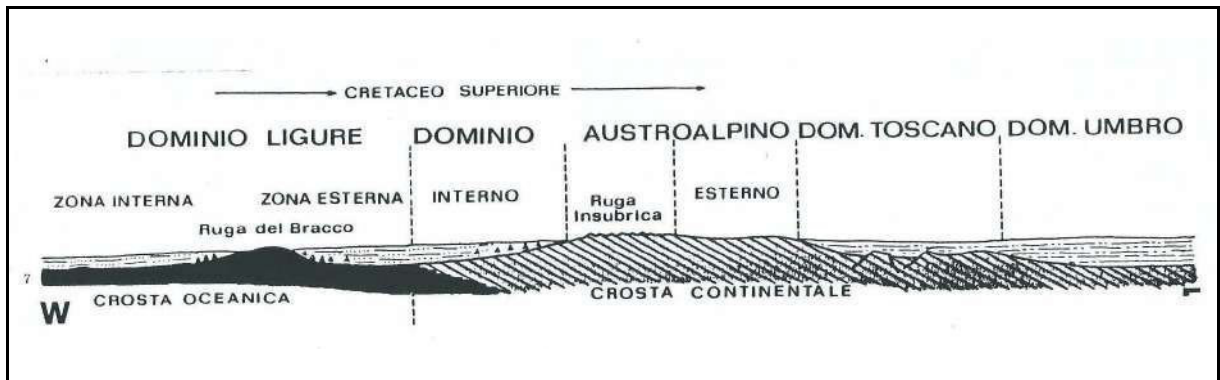 CRETACEO SUPERIORE
DOMINIO LIGURE DOMINIO AUSTROALPINO DOM. TOSCANO DOM. UMBRO
ZONA INTERNA ZONA ESTERNA INTERNO Ruga Insubrica ESTERNO
Ruga del Bracco
7
CROSTA OCEANICA CROSTA CONTINENTALE
W